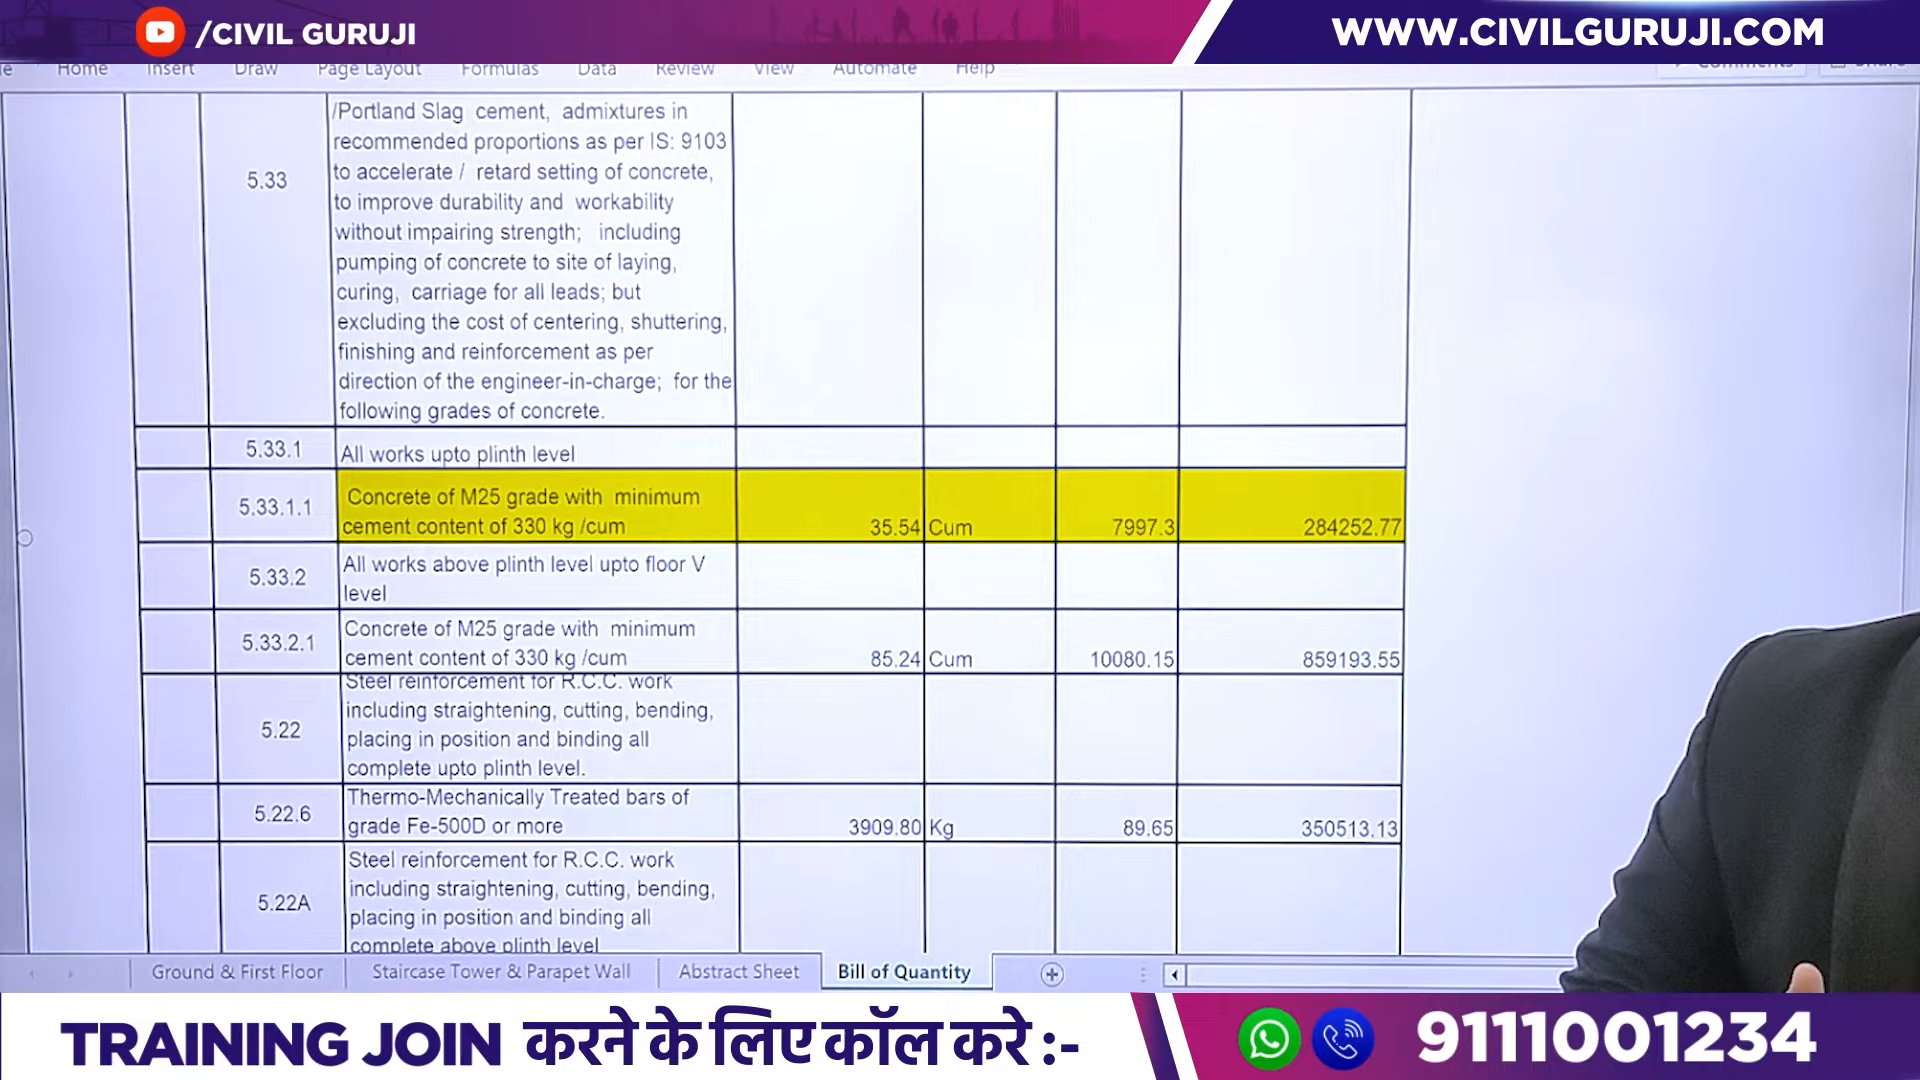 /CIVIL GURUJI
WWW.CIVILGURUJI.COM
Home Insert Draw Page Layout Formulas Data Review View Automate Help
Comments
5.33
/Portland Slag cement, admixtures in
recommended proportions as per IS: 9103
to accelerate / retard setting of concrete,
to improve durability and workability
without impairing strength; including
pumping of concrete to site of laying,
curing, carriage for all leads; but
excluding the cost of centering, shuttering,
finishing and reinforcement as per
direction of the engineer-in-charge; for the
following grades of concrete.
5.33.1 All works upto plinth level
5.33.1.1 Concrete of M25 grade with minimum
cement content of 330 kg /cum 35.54 Cum 7997.3 284252.77
5.33.2 All works above plinth level upto floor V
level
5.33.2.1 Concrete of M25 grade with minimum
cement content of 330 kg /cum 85.24 Cum 10080.15 859193.55
5.22 Steel reinforcement for R.C.C. work
including straightening, cutting, bending,
placing in position and binding all
complete upto plinth level.
5.22.6 Thermo-Mechanically Treated bars of
grade Fe-500D or more 3909.80 Kg 89.65 350513.13
5.22A Steel reinforcement for R.C.C. work
including straightening, cutting, bending,
placing in position and binding all
complete above plinth level
Ground & First Floor Staircase Tower & Parapet Wall Abstract Sheet Bill of Quantity
TRAINING JOIN करने के लिए कॉल करे :- 9111001234